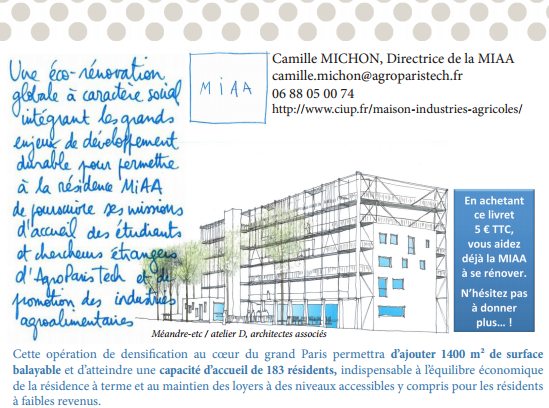 Une éco-rénovation
globale à caractère social
intégrant les grands
enjeux de développement
durable pour permettre
à la résidence MiAA
de poursuivre ses missions
d'accueil des étudiants
et chercheurs étrangers
d'AgroParisTech et de
promotion des industries
agroalimentaires
MiAA
Camille MICHON, Directrice de la MIAA
camille.michon@agroparistech.fr
06 88 05 00 74
http://www.ciup.fr/maison-industries-agricoles/
En achetant
ce livret
5 € TTC,
vous aidez
déjà la MIAA
à se rénover.
N'hésitez pas
à donner
plus... !
Méandre-etc / atelier D, architectes associés
Cette opération de densification au cœur du grand Paris permettra d'ajouter 1400 m² de surface
balayable et d'atteindre une capacité d'accueil de 183 résidents, indispensable à l'équilibre économique
de la résidence à terme et au maintien des loyers à des niveaux accessibles y compris pour les résidents
à faibles revenus.